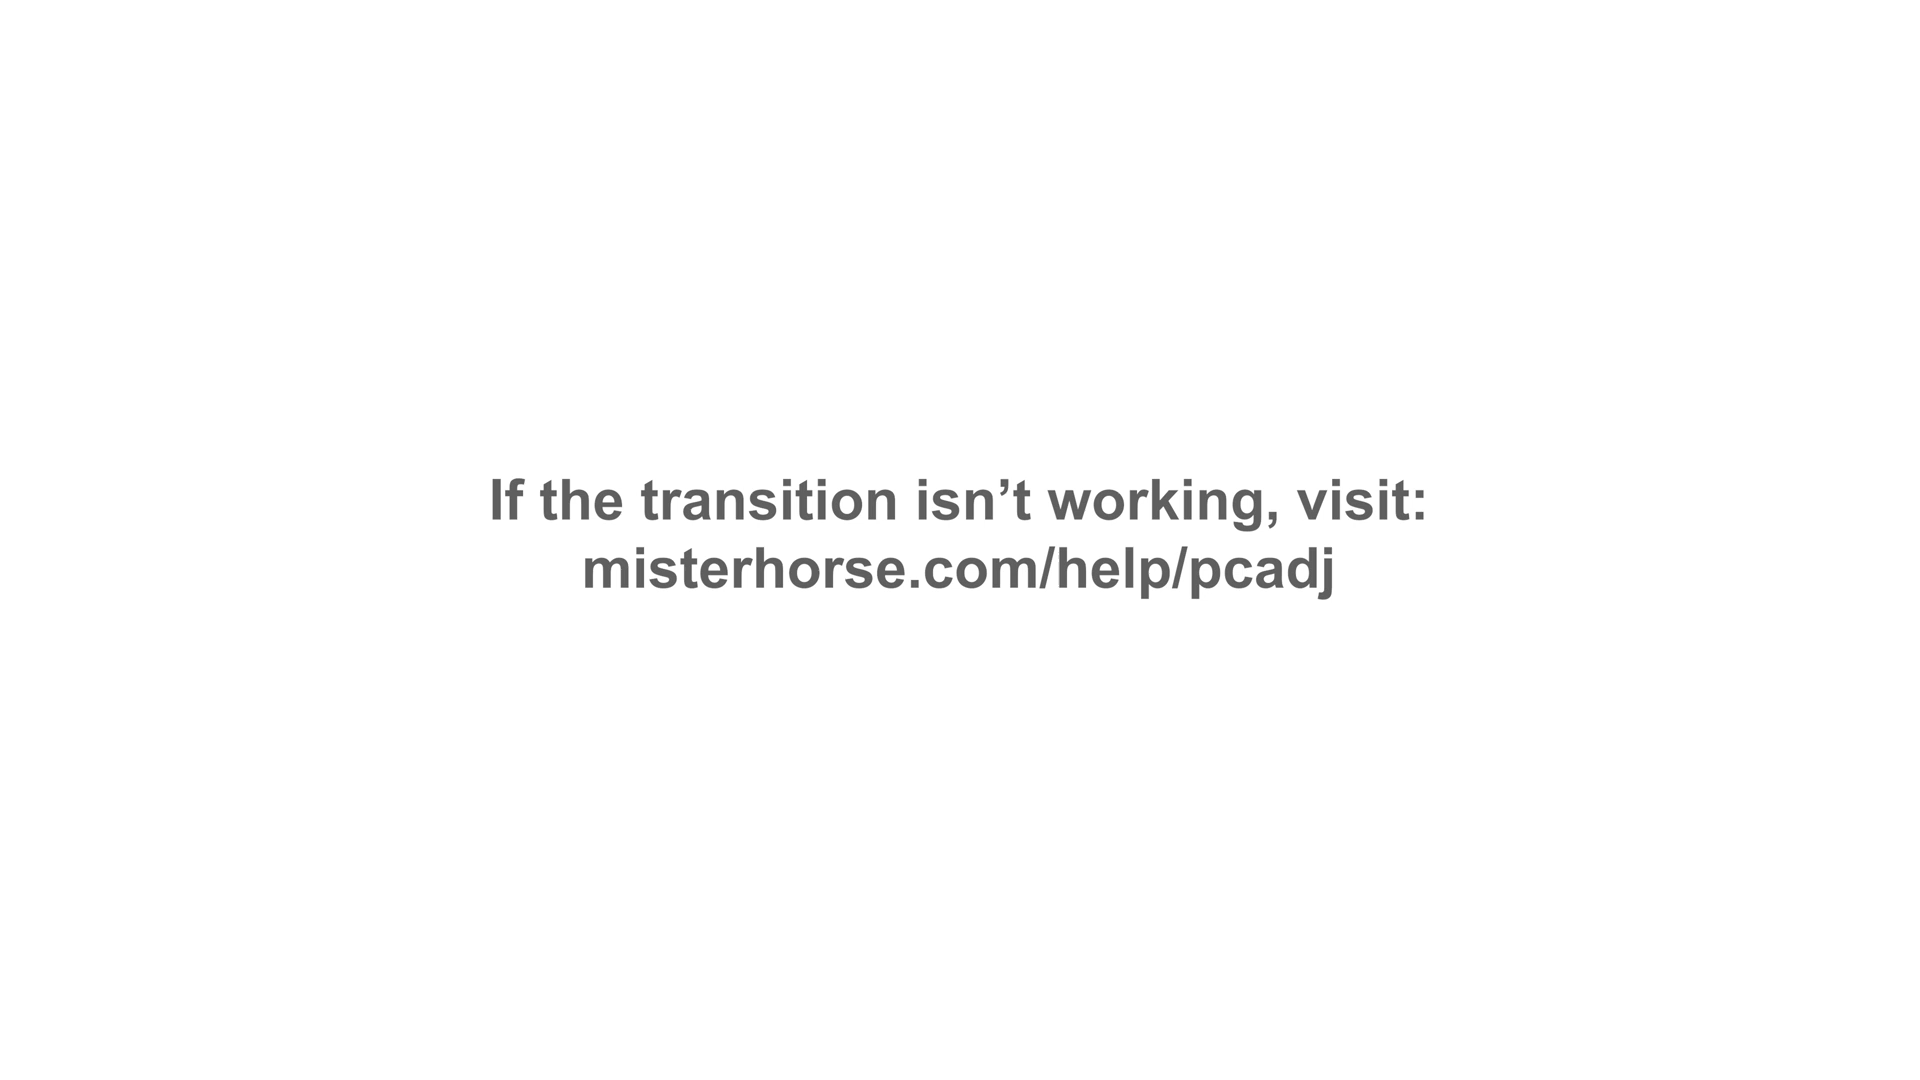 If the transition isn’t working, visit:
misterhorse.com/help/pcadj